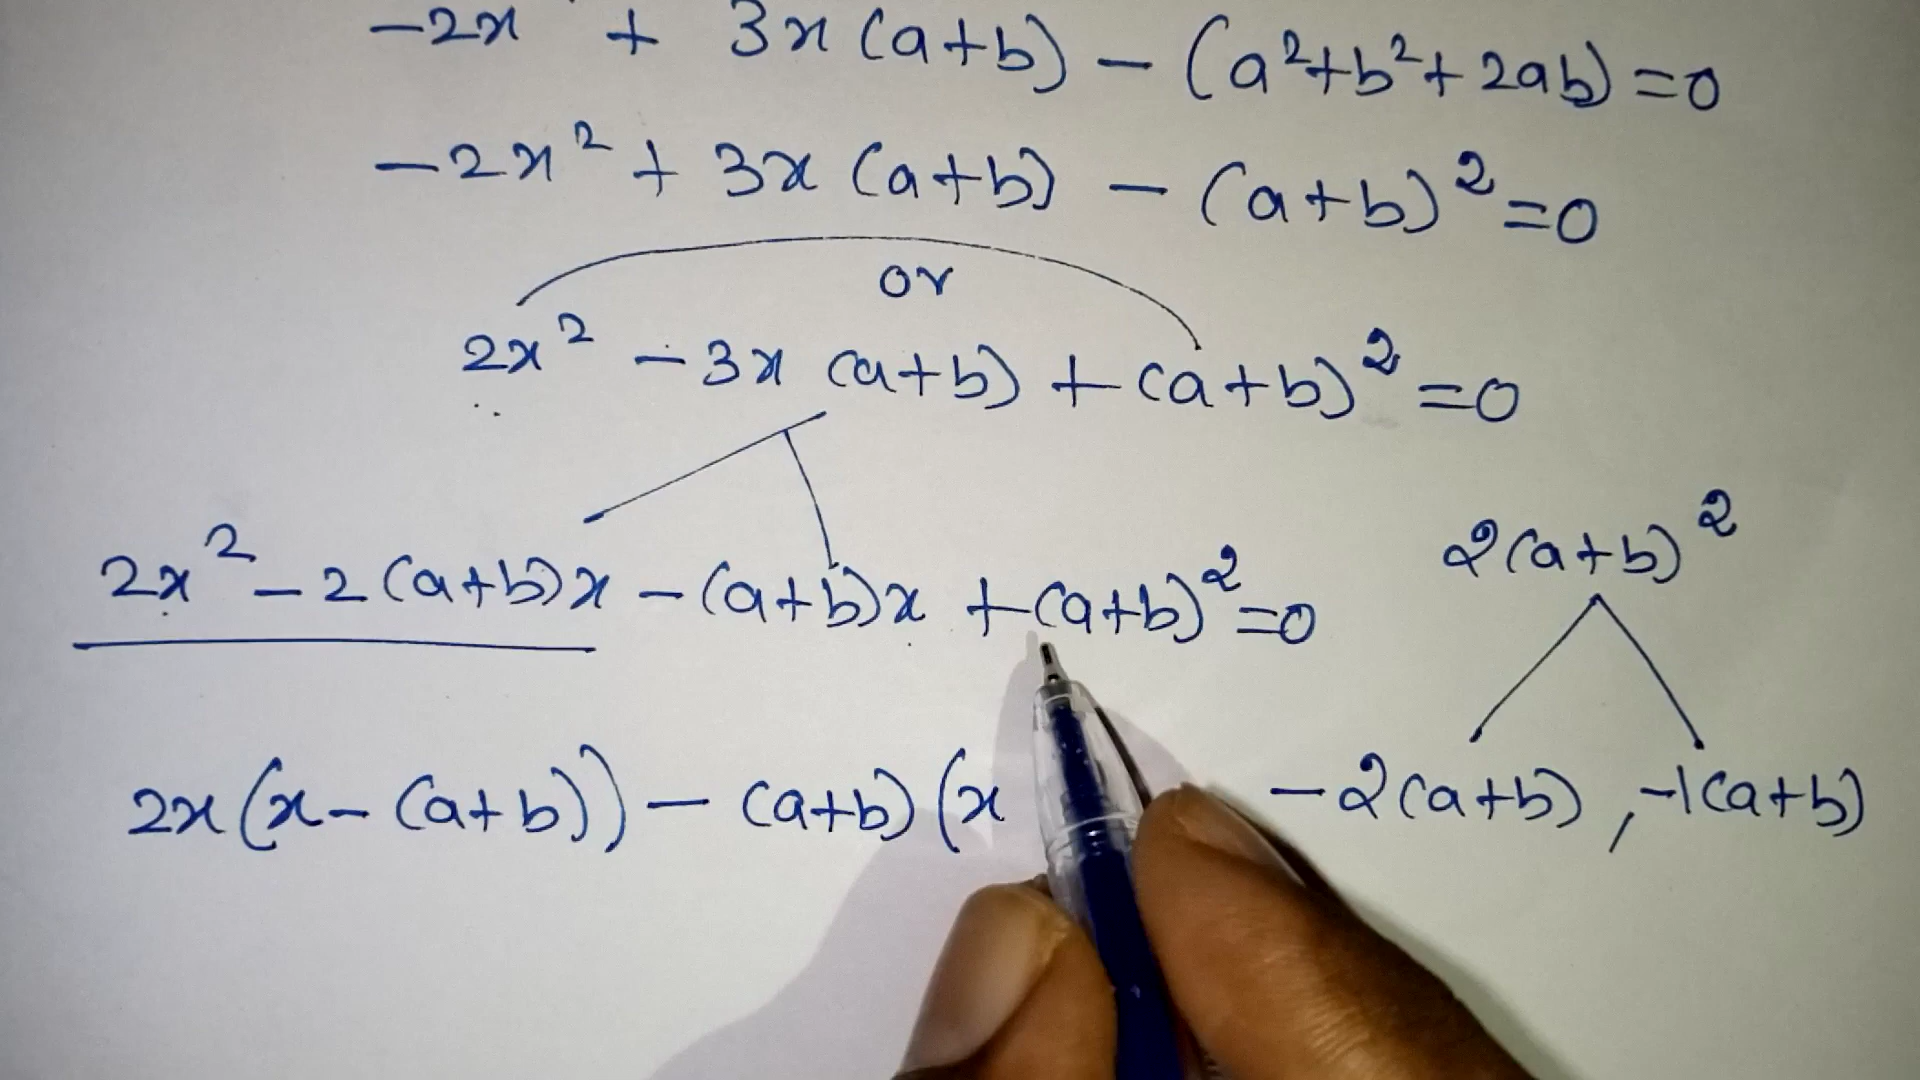 -2x + 3x (a+b) - (a²+b²+ 2ab) =0
-2x² + 3x (a+b) - (a+b)² =0
or
2x² - 3x (a+b) + (a+b)² =0
2x² - 2(a+b)x - (a+b)x + (a+b)² =0
2(a+b)²
2x(x-(a+b)) - (a+b)(x
-2(a+b), -1(a+b)